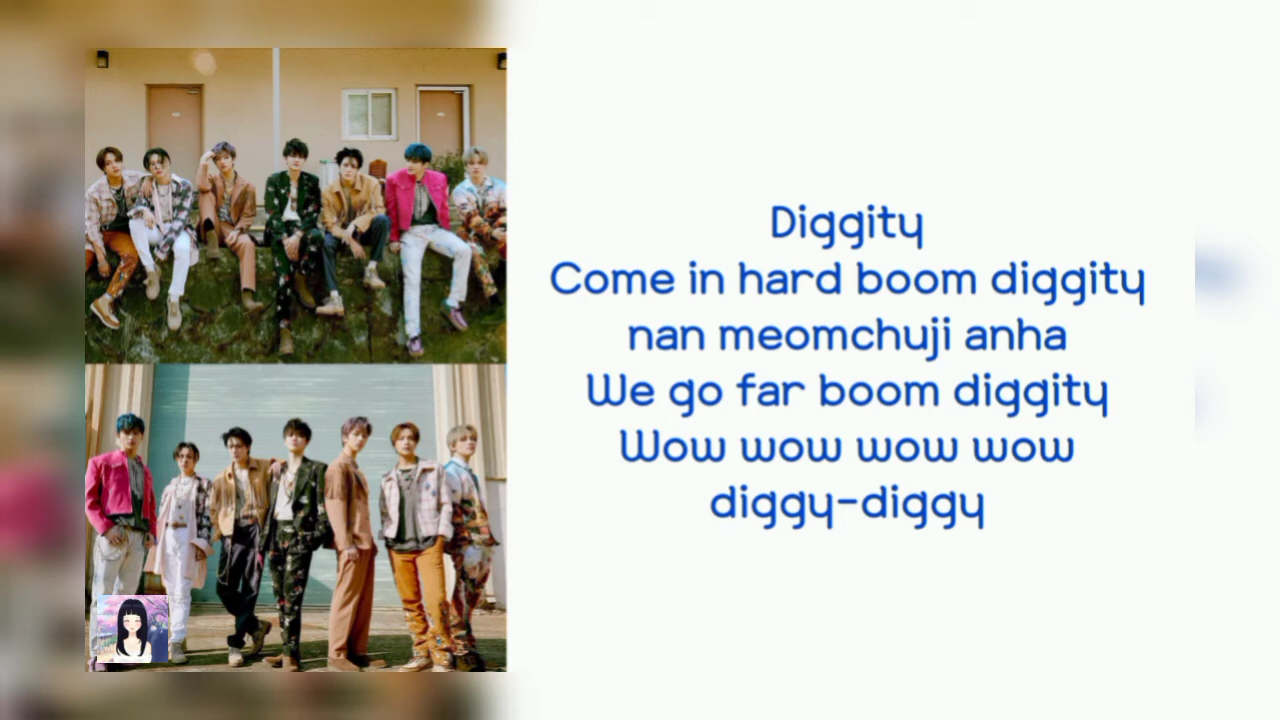 Diggity
Come in hard boom diggity
nan meomchuji anha
We go far boom diggity
Wow wow wow wow
diggy-diggy